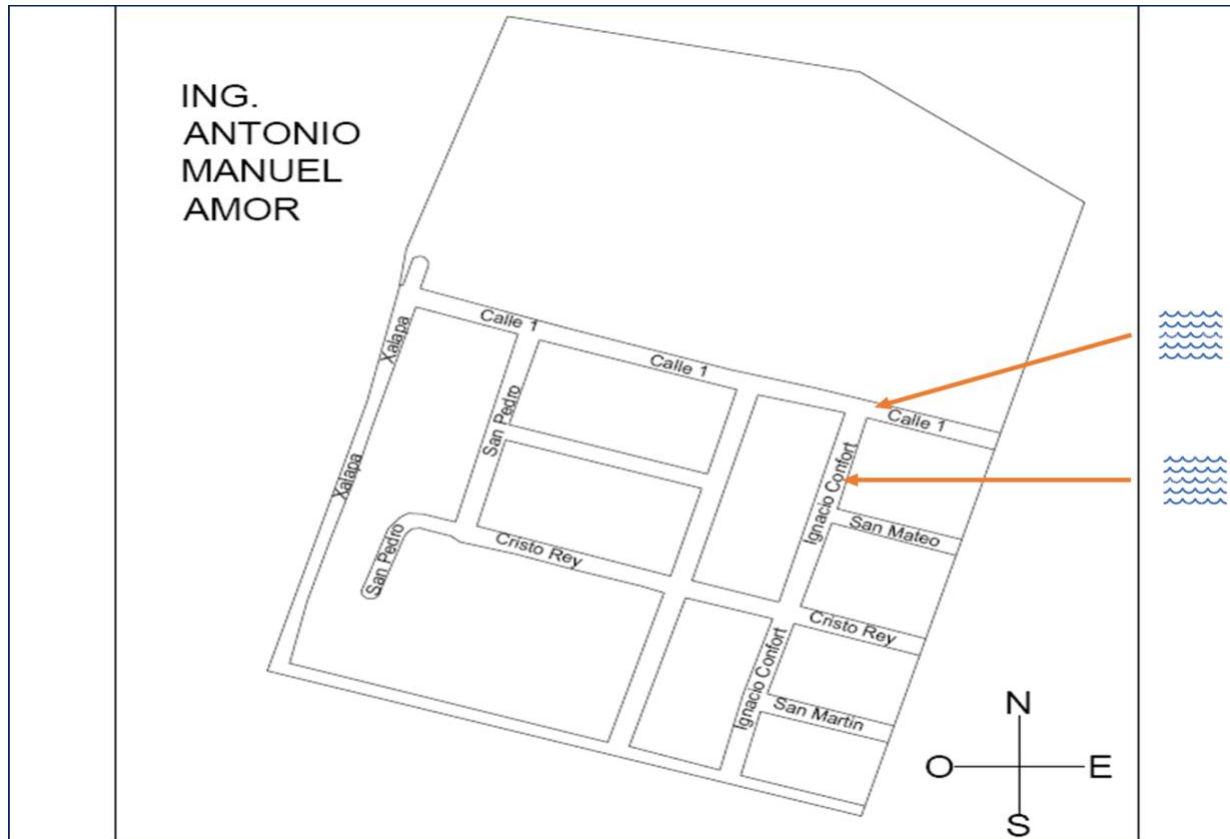 ING.
ANTONIO
MANUEL
AMOR
Calle 1
Xalapa
Calle 1
San Pedro
Calle 1
Ignacio Confort
Xalapa
San Mateo
San Pedro
Cristo Rey
Cristo Rey
Ignacio Confort
San Martin
N
O
E
S